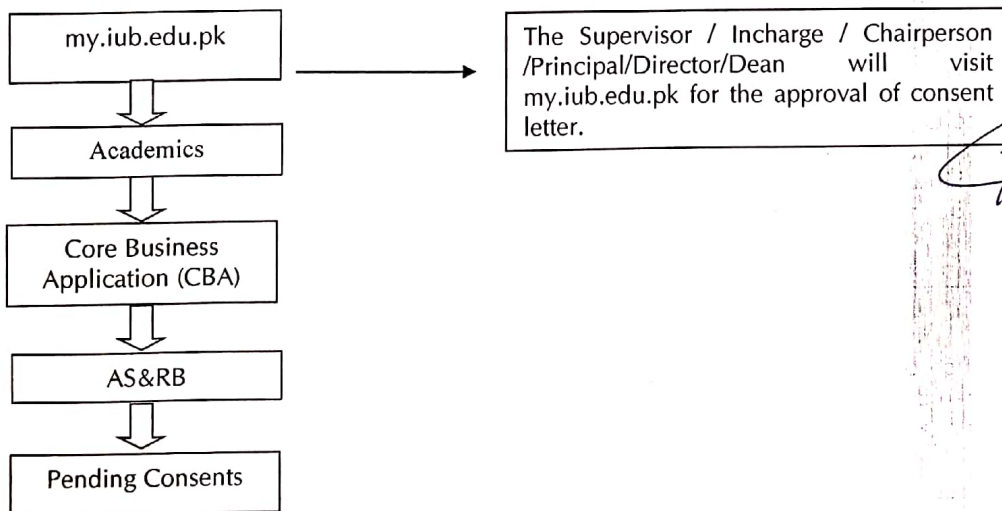 my.iub.edu.pk
The Supervisor / Incharge / Chairperson
/Principal/Director/Dean will visit
my.iub.edu.pk for the approval of consent
letter.
Academics
Core Business
Application (CBA)
AS&RB
Pending Consents